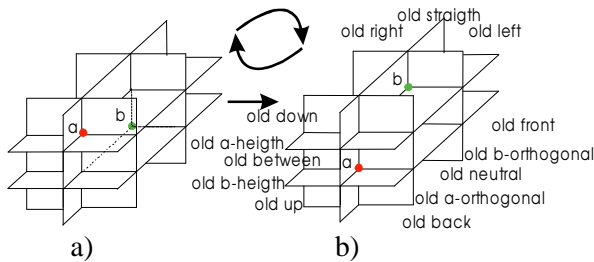 old straigth
old right
old left
b
a
b
old down
old front
old a-heigth
old between
a
old b-orthogonal
old neutral
old b-heigth
old a-orthogonal
old up
old back
a)
b)